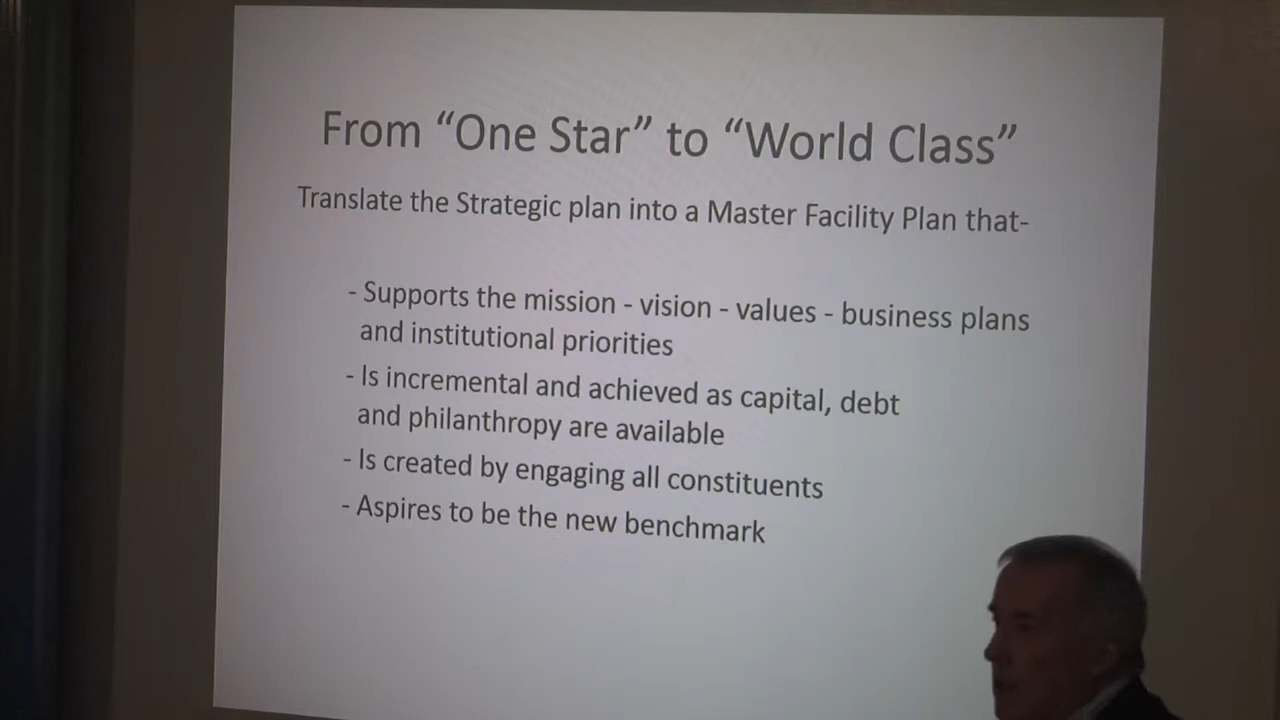 From “One Star” to “World Class”
Translate the Strategic plan into a Master Facility Plan that-
- Supports the mission - vision - values - business plans
and institutional priorities
- Is incremental and achieved as capital, debt
and philanthropy are available
- Is created by engaging all constituents
- Aspires to be the new benchmark